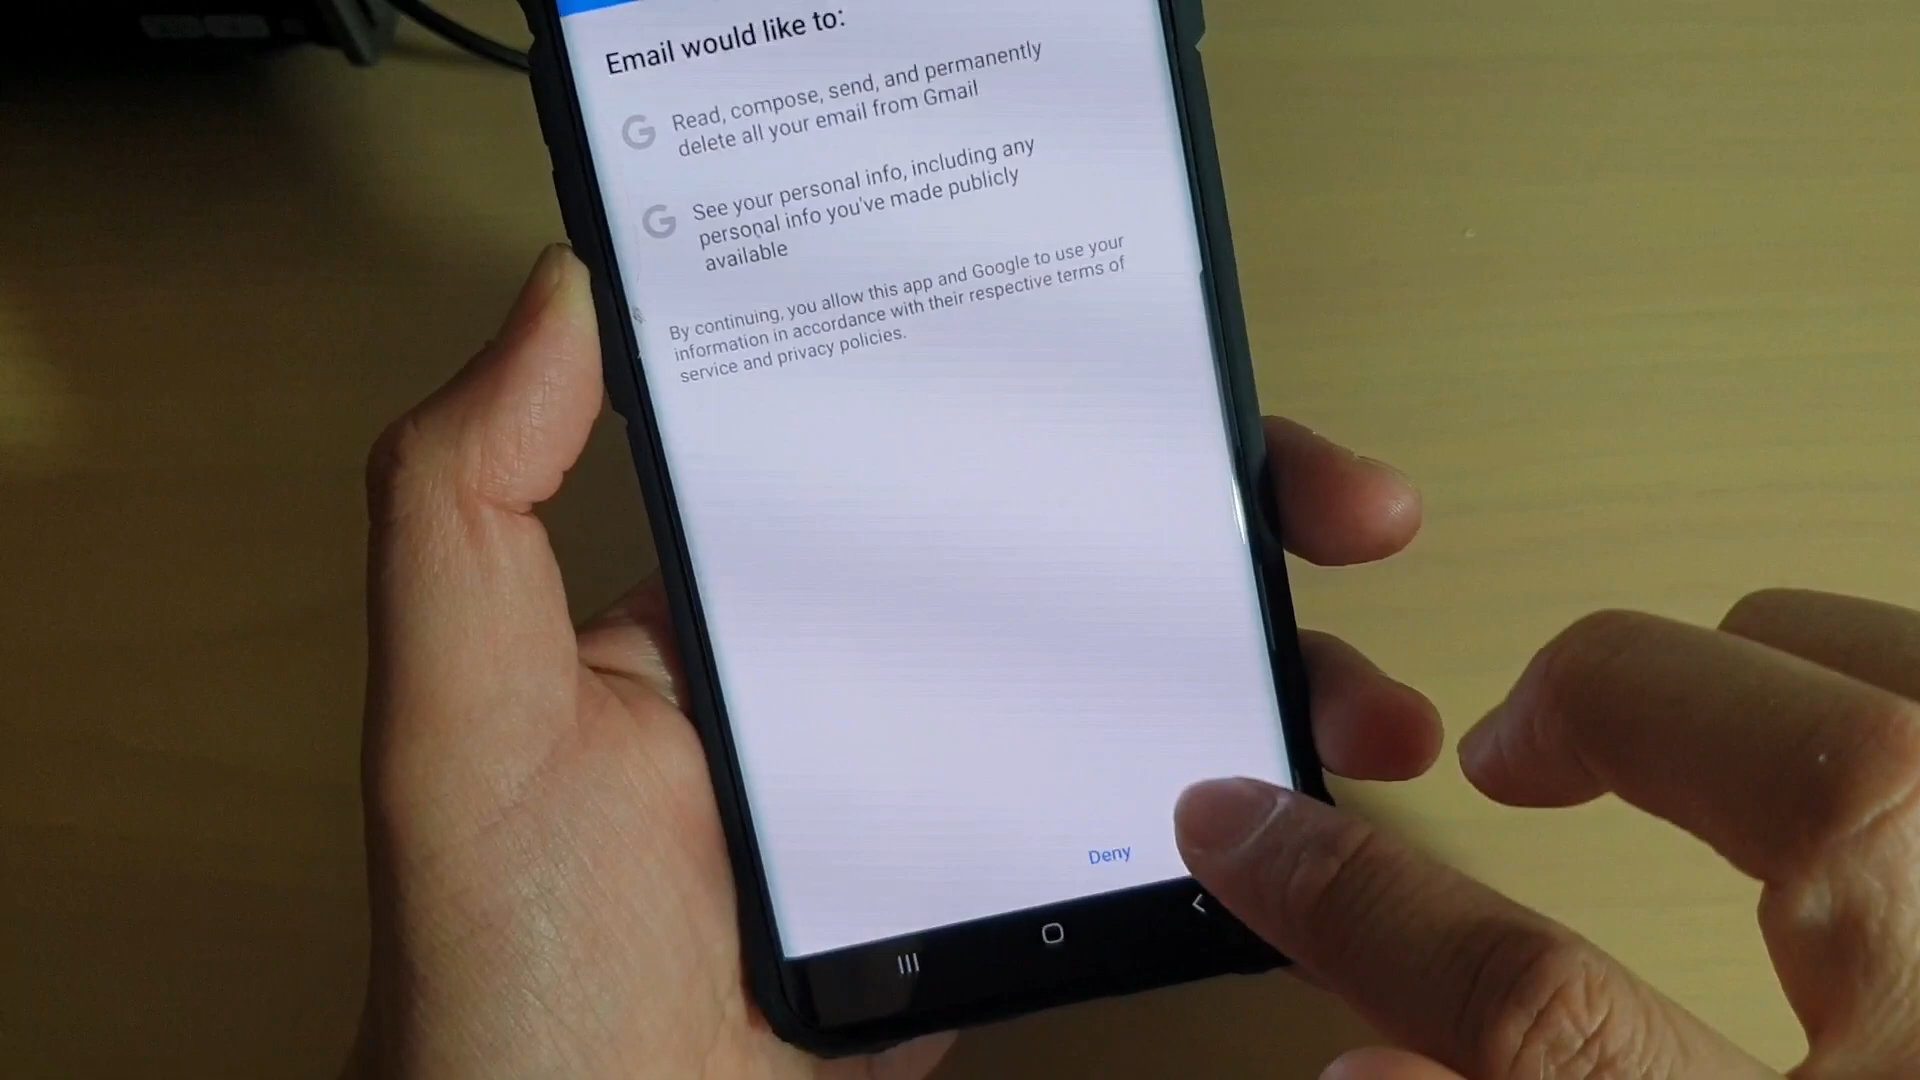 Email would like to:
Read, compose, send, and permanently
delete all your email from Gmail
See your personal info, including any
personal info you've made publicly
available
By continuing, you allow this app and Google to use your
information in accordance with their respective terms of
service and privacy policies.
Deny